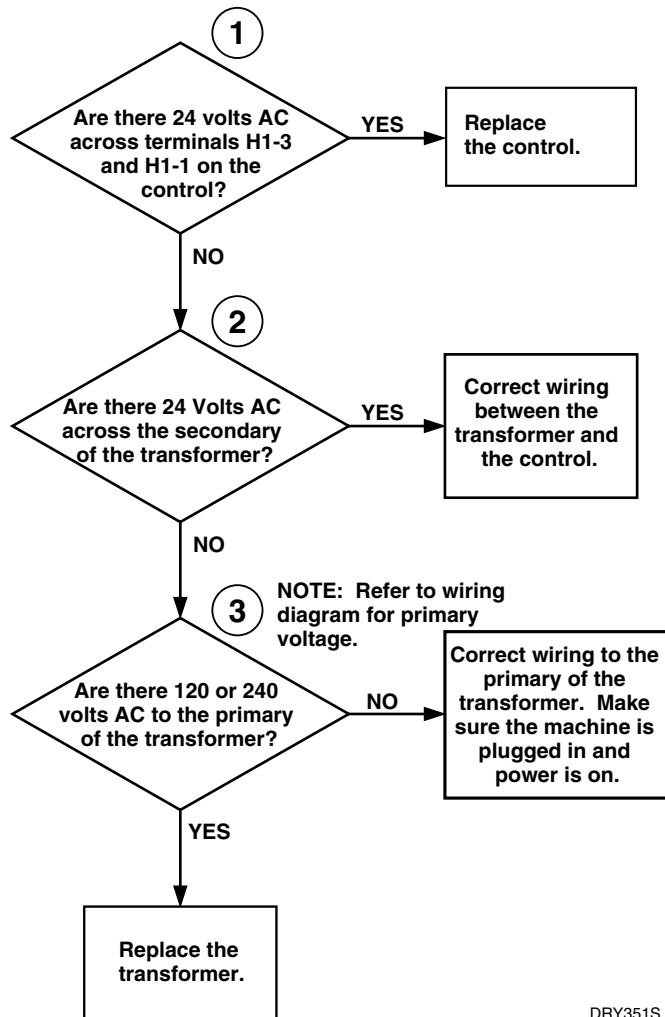 1
Are there 24 volts AC
across terminals H1-3
and H1-1 on the
control?
YES
Replace
the control.
NO
2
Are there 24 Volts AC
across the secondary
of the transformer?
YES
Correct wiring
between the
transformer and
the control.
NO
3
NOTE: Refer to wiring
diagram for primary
voltage.
Are there 120 or 240
volts AC to the primary
of the transformer?
NO
Correct wiring to the
primary of the
transformer. Make
sure the machine is
plugged in and
power is on.
YES
Replace the
transformer.
DRY351S